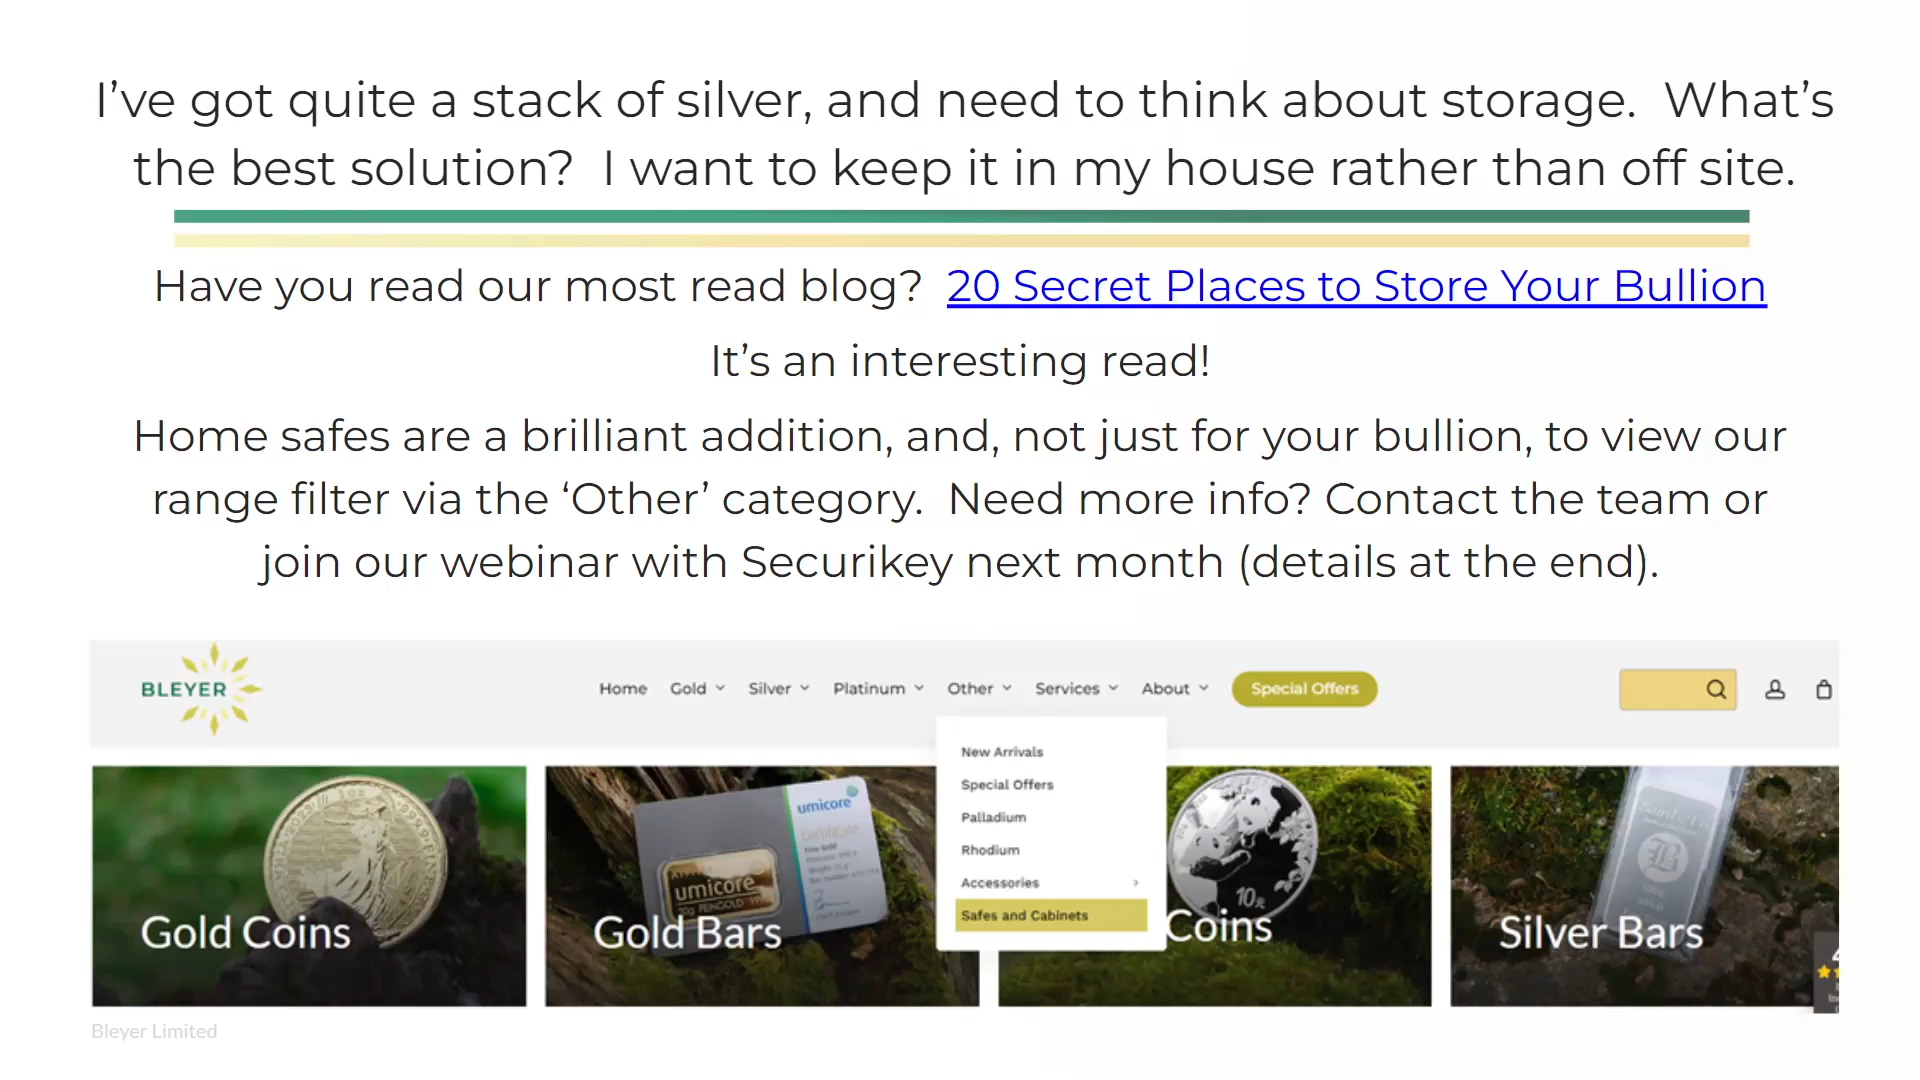 I’ve got quite a stack of silver, and need to think about storage.  What’s
the best solution?  I want to keep it in my house rather than off site.
Have you read our most read blog?  20 Secret Places to Store Your Bullion
It’s an interesting read!
Home safes are a brilliant addition, and, not just for your bullion, to view our
range filter via the ‘Other’ category.  Need more info? Contact the team or
join our webinar with Securikey next month (details at the end).
BLEYER
Home Gold Silver Platinum Other Services About Special Offers
New Arrivals
Special Offers
Palladium
Rhodium
Accessories
Safes and Cabinets
umicore
Certificate
umicore
FEINGOLD
10元
Gold Coins
Gold Bars
Coins
Silver Bars
Bleyer Limited